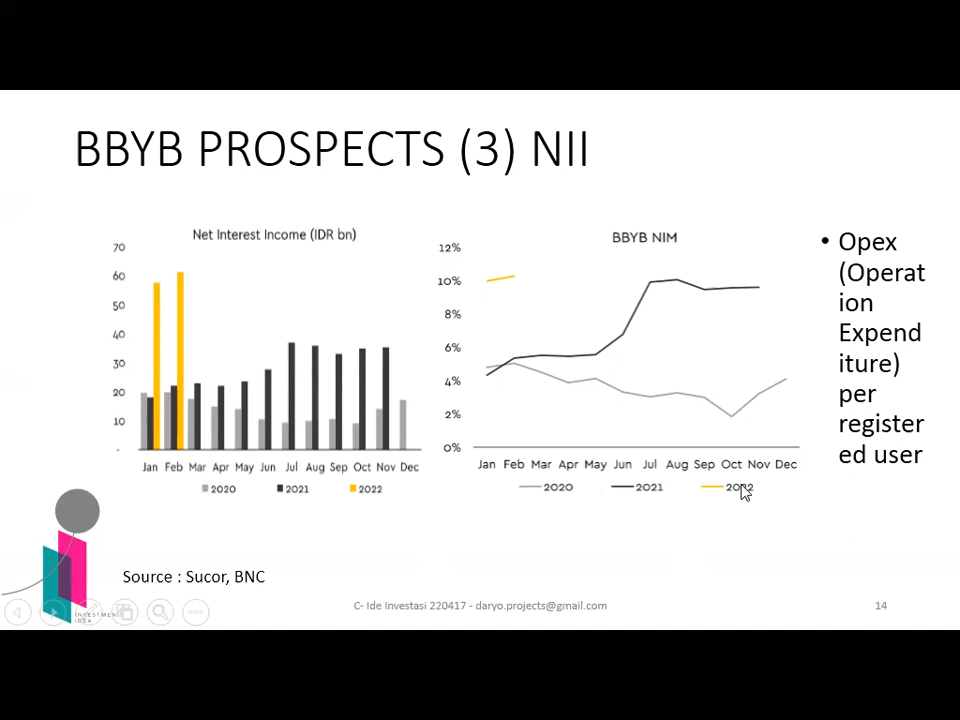 BBYB PROSPECTS (3) NII
Net Interest Income (IDR bn)
70
60
50
40
30
20
10
-
Jan Feb Mar Apr May Jun Jul Aug Sep Oct Nov Dec
2020 2021 2022
BBYB NIM
12%
10%
8%
6%
4%
2%
0%
Jan Feb Mar Apr May Jun Jul Aug Sep Oct Nov Dec
2020 2021 2022
• Opex
(Operat
ion
Expend
iture)
per
register
ed user
Source : Sucor, BNC
INVESTMENT
IDEA
C- Ide Investasi 220417 - daryo.projects@gmail.com
14